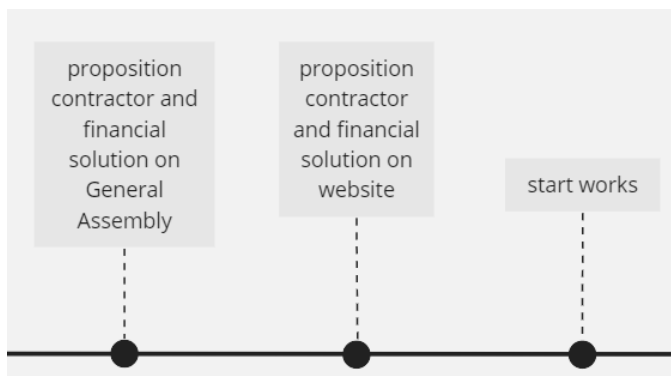 proposition
contractor and
financial
solution on
General
Assembly
proposition
contractor
and financial
solution on
website
start works